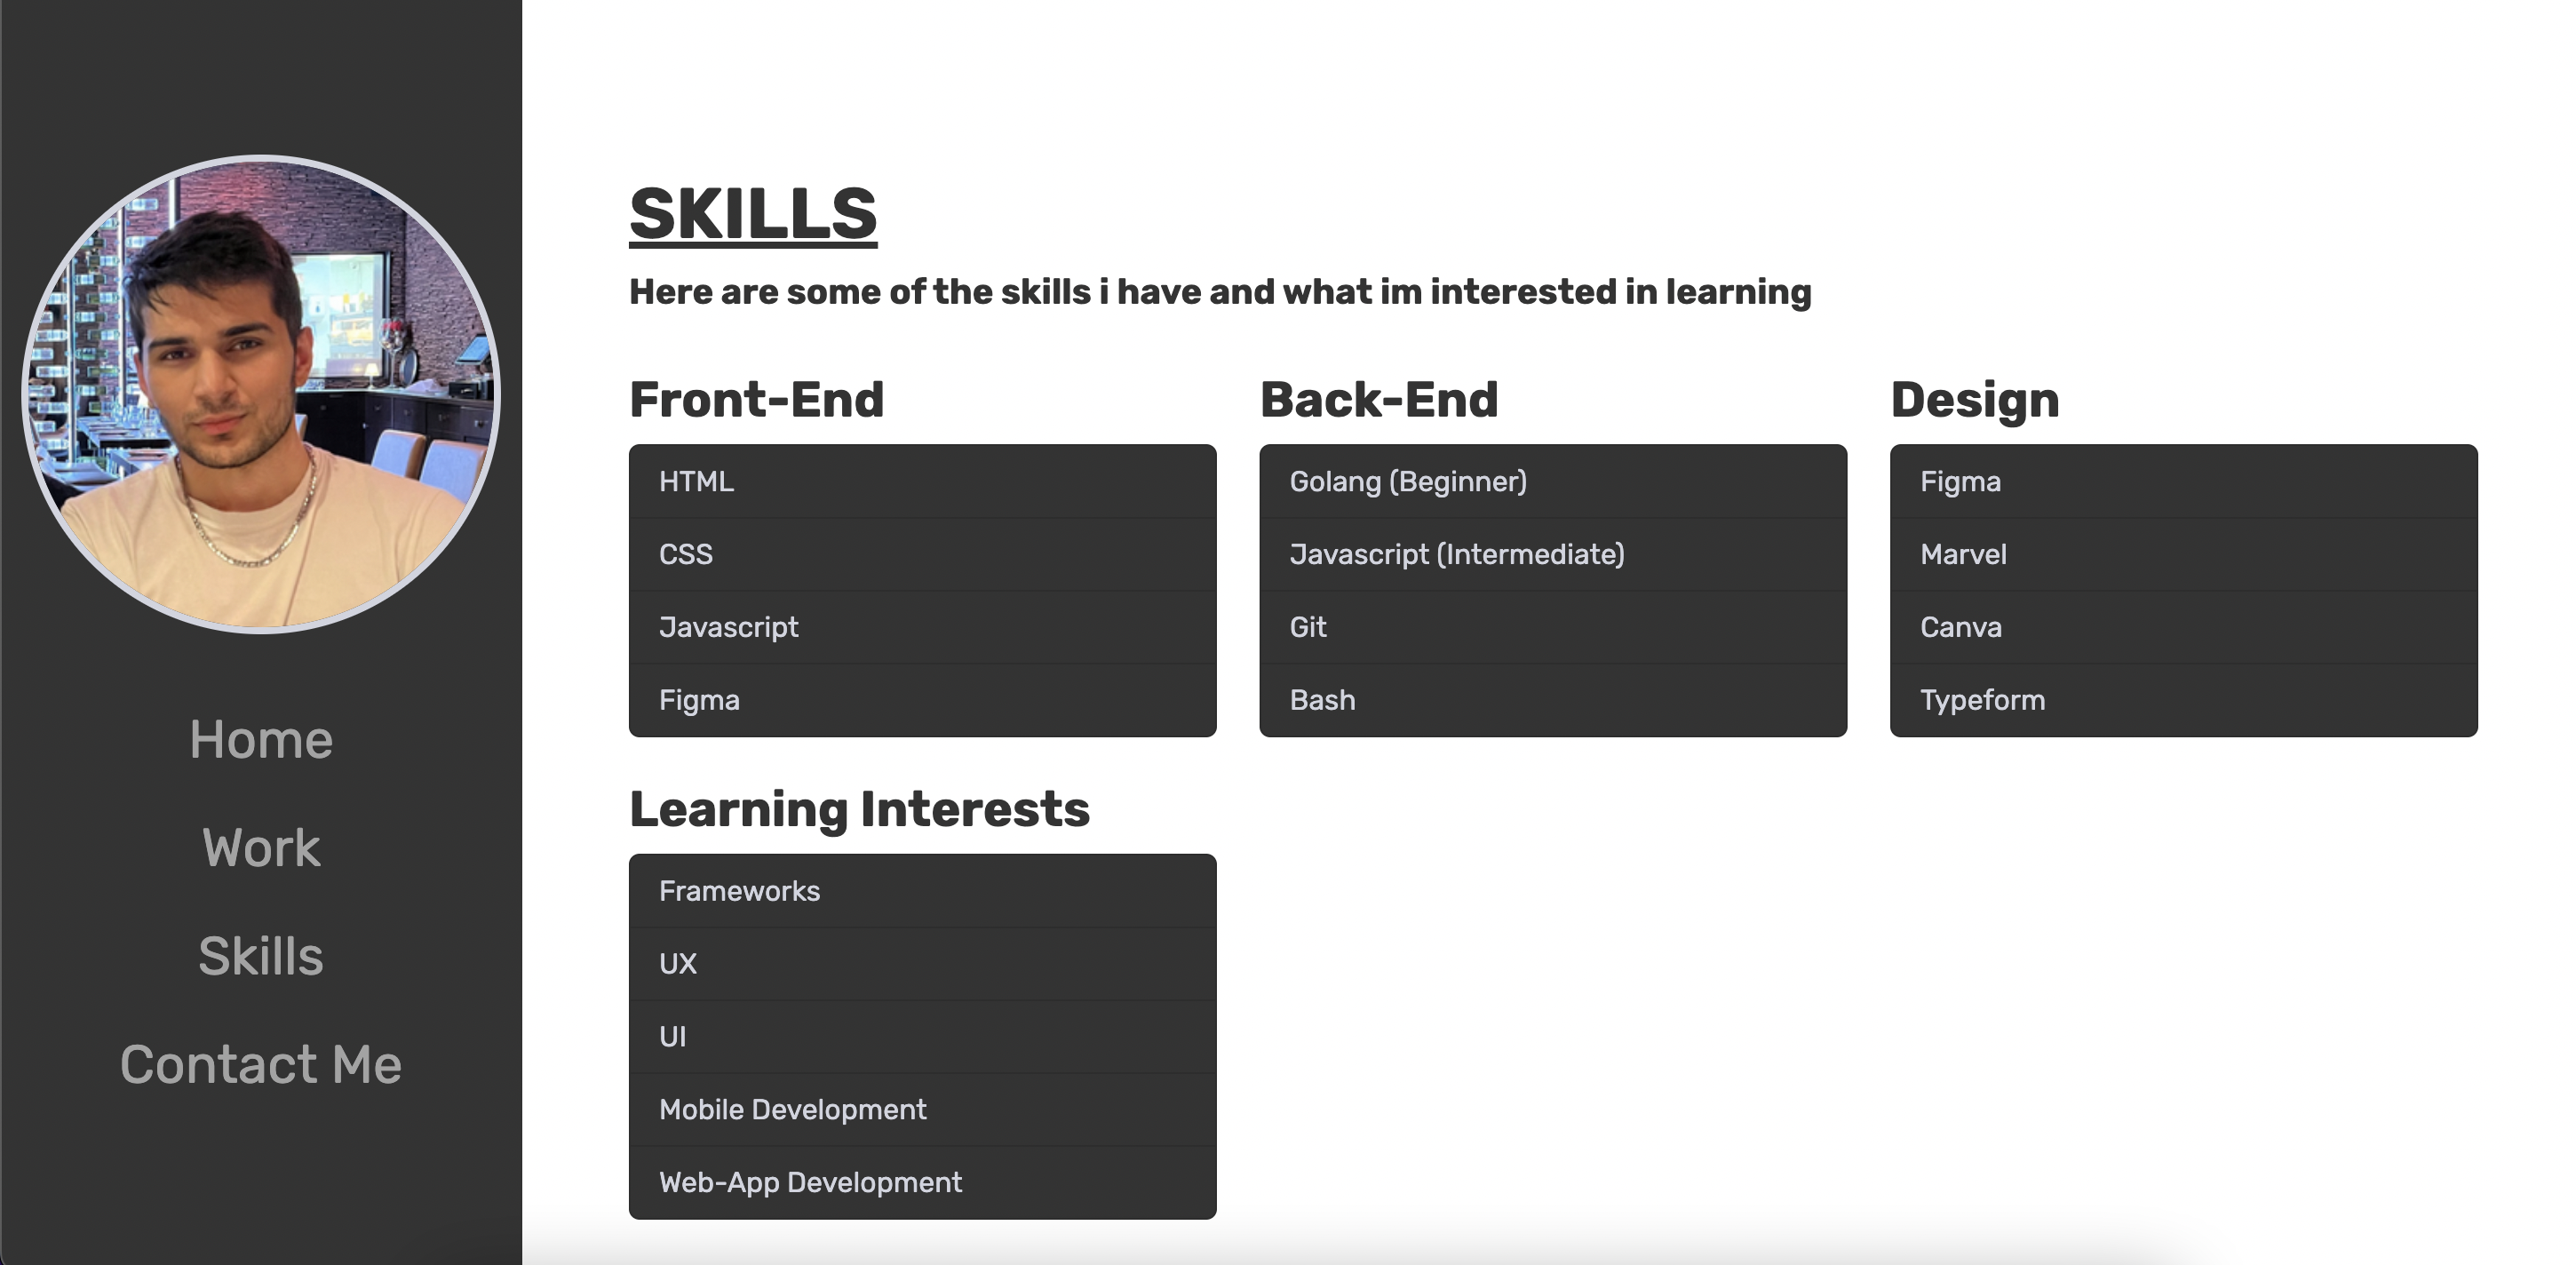 Home
Work
Skills
Contact Me
SKILLS
Here are some of the skills i have and what im interested in learning
Front-End
HTML
CSS
Javascript
Figma
Back-End
Golang (Beginner)
Javascript (Intermediate)
Git
Bash
Design
Figma
Marvel
Canva
Typeform
Learning Interests
Frameworks
UX
UI
Mobile Development
Web-App Development